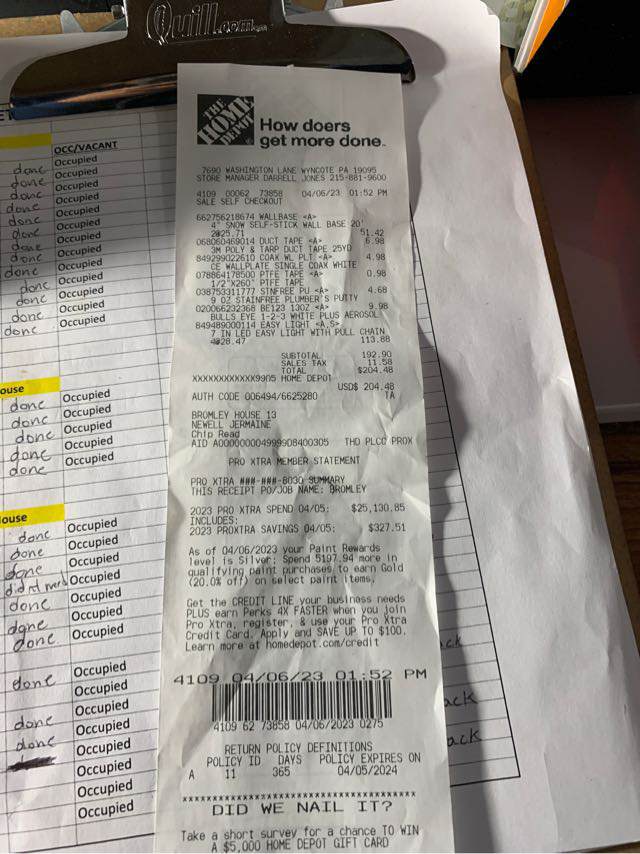 Quill.com
THE HOME DEPOT
How doers
get more done.
7690 WASHINGTON LANE WYNCOTE PA 19095
STORE MANAGER DARRELL JONES 215-881-9600
4109 00062 73858 04/06/23 01:52 PM
SALE SELF CHECKOUT
662756218674 WALLBASE <A>
4" SNOW SELF-STICK WALL BASE 20'
2@25.71 51.42
068060469014 DUCT TAPE <A> 6.98
3M POLY & TARP DUCT TAPE 25YD
849299022610 COAX WL PLT <A> 4.98
CE WALLPLATE SINGLE COAX WHITE
078864178500 PTFE TAPE <A> 0.98
1/2"X260" PTFE TAPE
038753311777 STNFREE PU <A> 4.68
9 OZ STAINFREE PLUMBER'S PUTTY
020066232368 BE123 13OZ <A> 9.98
BULLS EYE 1-2-3 WHITE PLUS AEROSOL
849489000114 EASY LIGHT <A,S>
7 IN LED EASY LIGHT WITH PULL CHAIN
4@28.47 113.88
SUBTOTAL 192.90
SALES TAX 11.58
TOTAL $204.48
XXXXXXXXXXXX9905 HOME DEPOT
USD$ 204.48
AUTH CODE 006494/6625280 TA
BROMLEY HOUSE 13
NEWELL JERMAINE
Chip Read
AID A0000000049999D8400305 THD PLCC PROX
PRO XTRA MEMBER STATEMENT
PRO XTRA ###-###-8030 SUMMARY
THIS RECEIPT PO/JOB NAME: BROMLEY
2023 PRO XTRA SPEND 04/05: $25,130.85
INCLUDES:
2023 PROXTRA SAVINGS 04/05: $327.51
As of 04/06/2023 your Paint Rewards
level is Silver; Spend 5197.94 more in
qualifying paint purchases to earn Gold
(20.0% off) on select paint items.
Get the CREDIT LINE your business needs
PLUS earn Perks 4X FASTER when you join
Pro Xtra, register, & use your Pro Xtra
Credit Card. Apply and SAVE UP TO $100.
Learn more at homedepot.com/credit
4109 04/06/23 01:52 PM
4109 62 73858 04/06/2023 0275
RETURN POLICY DEFINITIONS
POLICY ID DAYS POLICY EXPIRES ON
A 11 365 04/05/2024
****************************************
DID WE NAIL IT?
Take a short survey for a chance TO WIN
A $5,000 HOME DEPOT GIFT CARD
OCC/VACANT
done Occupied
done Occupied
done Occupied
done Occupied
done Occupied
done Occupied
done Occupied
done Occupied
done Occupied
done Occupied
done Occupied
done Occupied
done Occupied
done Occupied
ouse
done Occupied
done Occupied
done Occupied
done Occupied
done Occupied
ouse
done Occupied
done Occupied
done Occupied
Occupied
done Occupied
done Occupied
done
done Occupied
Occupied
done Occupied
done Occupied
Occupied
Occupied
Occupied
Occupied
ack
ack